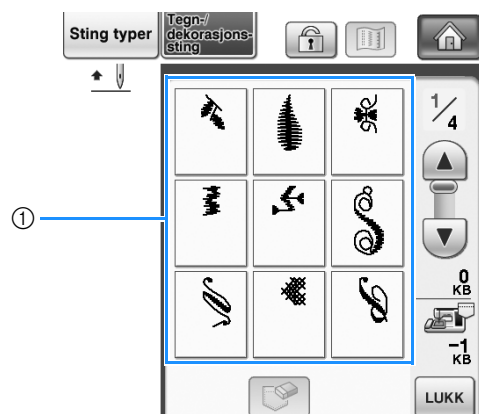 Sting typer
Tegn-/
dekorasjons-
sting
1/4
①
0
KB
-1
KB
LUKK